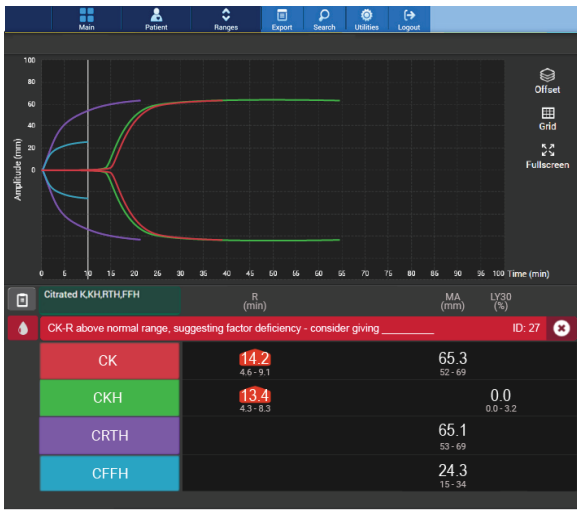 Main Patient Ranges Export Search Utilities Logout
100
80
60
40
20
0
Amplitude (mm)
Offset
Grid
Fullscreen
0 5 10 15 20 25 30 35 40 45 50 55 60 65 70 75 80 85 90 95 100 Time (min)
Citrated K,KH,RTH,FFH
R (min)
MA (mm)
LY30 (%)
CK-R above normal range, suggesting factor deficiency - consider giving ________ ID: 27
CK 14.2 65.3
4.6 - 9.1 52 - 69
CKH 13.4 0.0
4.3 - 8.3 0.0 - 3.2
CRTH 65.1
53 - 69
CFFH 24.3
15 - 34